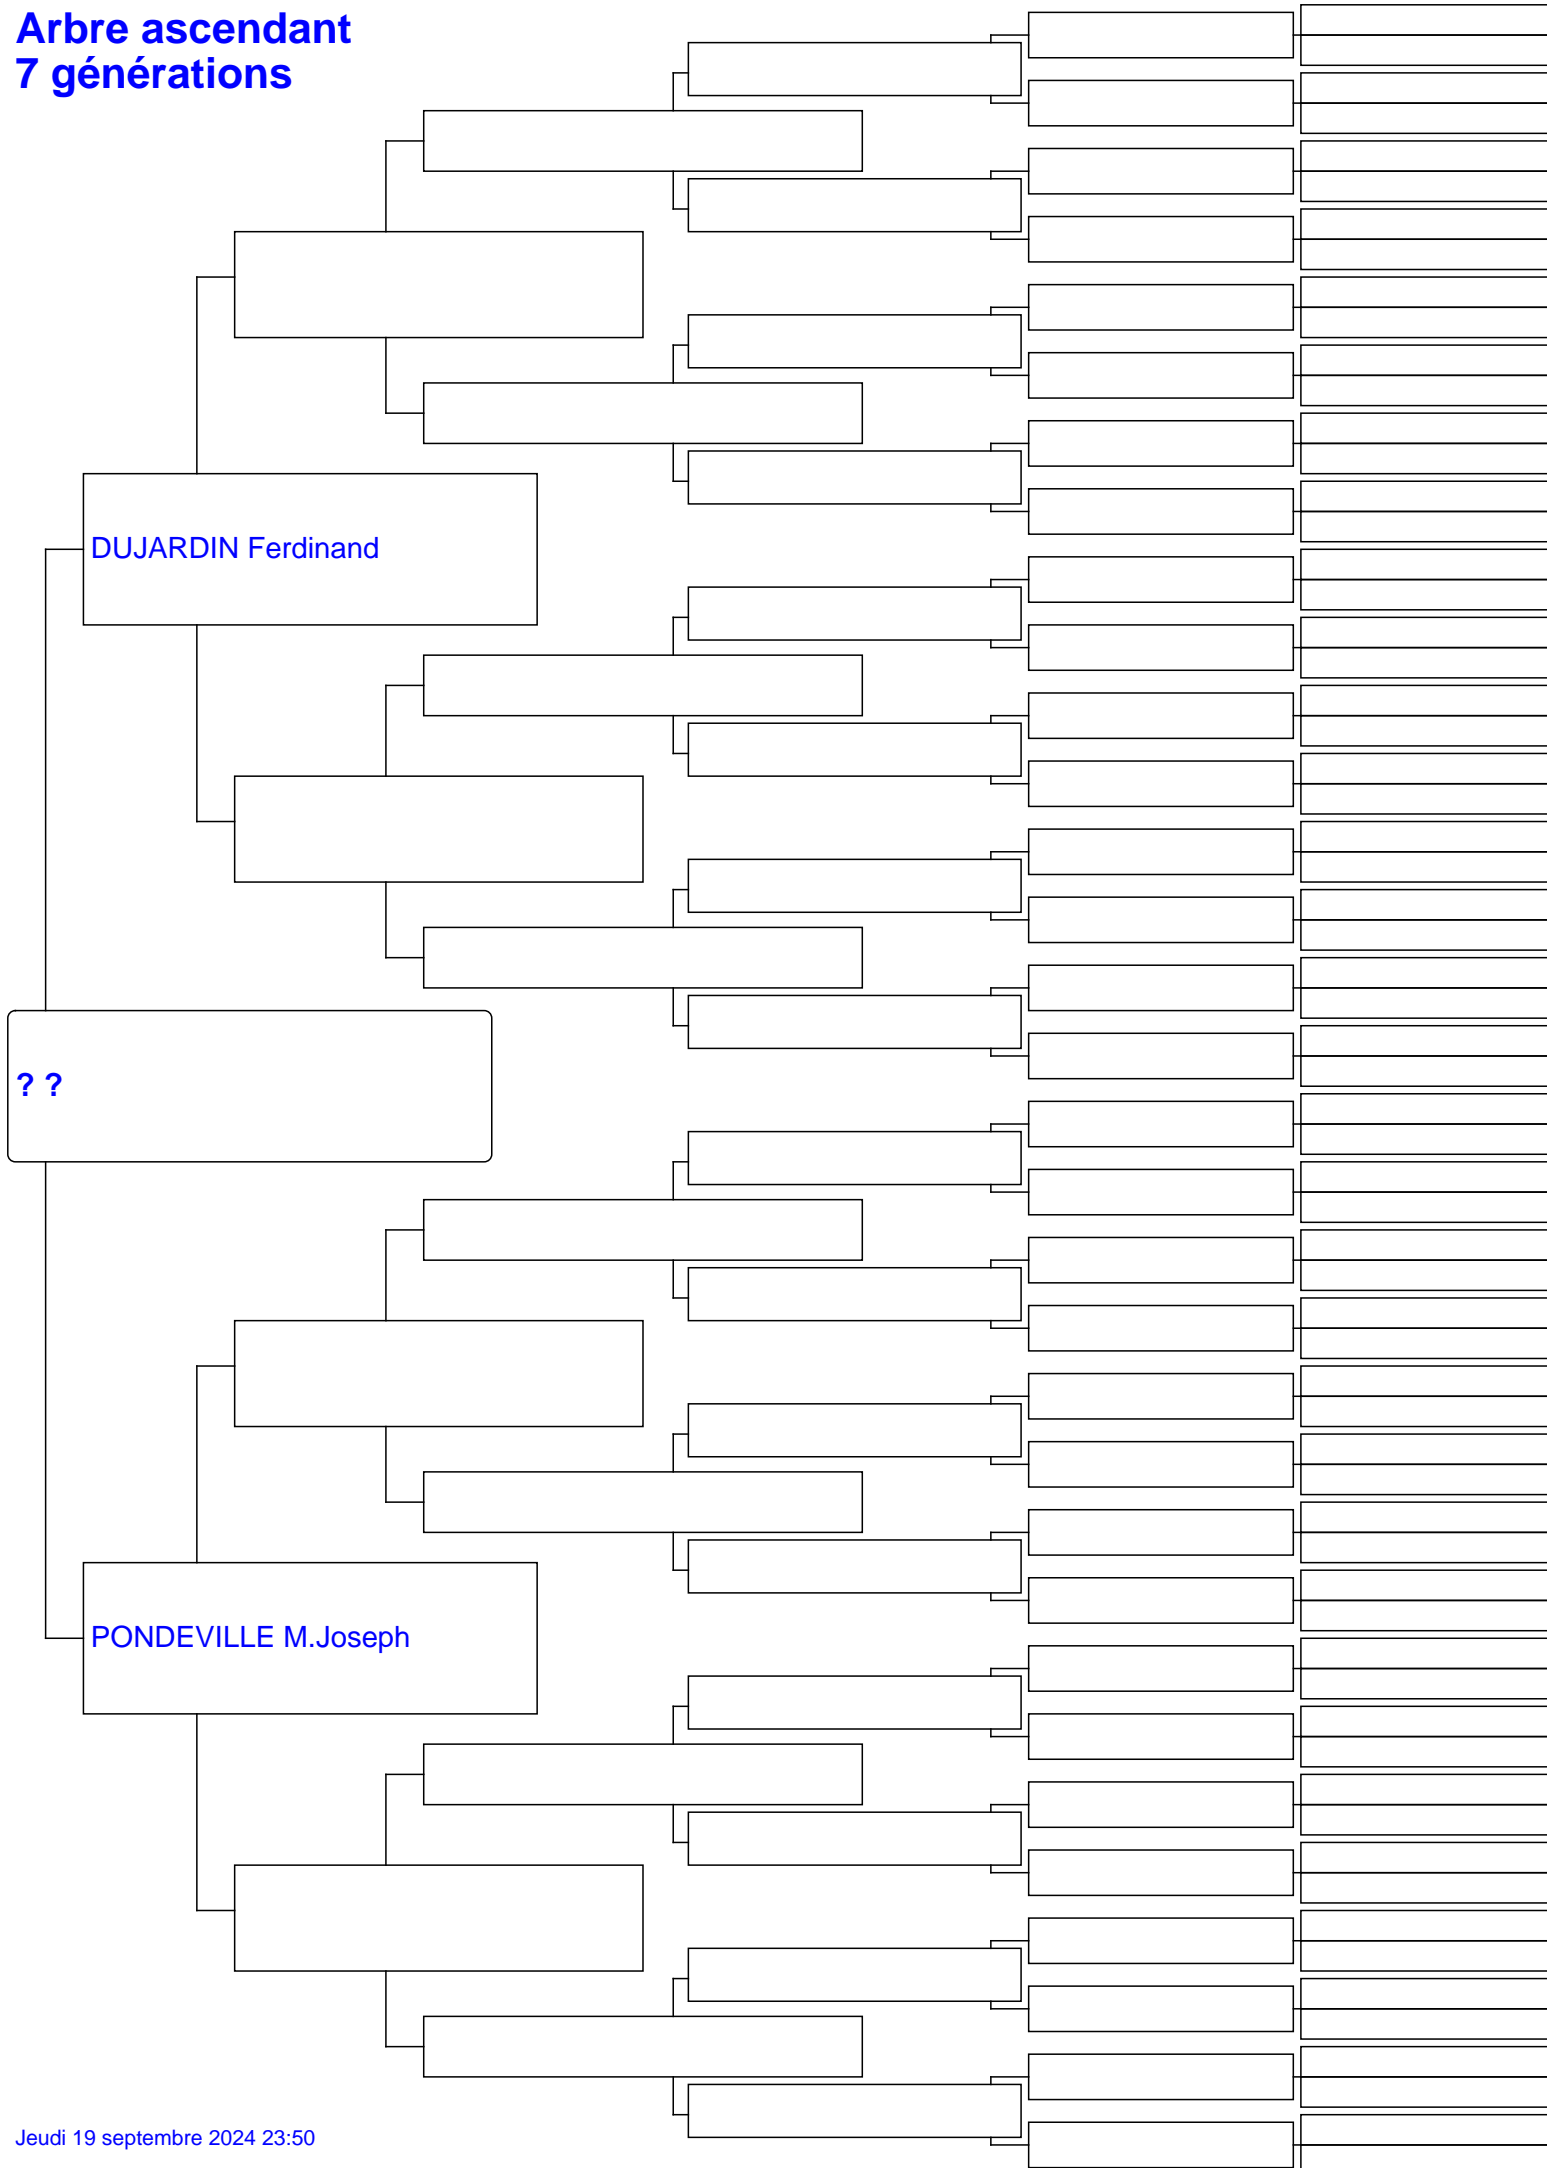 Arbre ascendant
7 générations
DUJARDIN Ferdinand
? ?
PONDEVILLE M.Joseph
Jeudi 19 septembre 2024 23:50